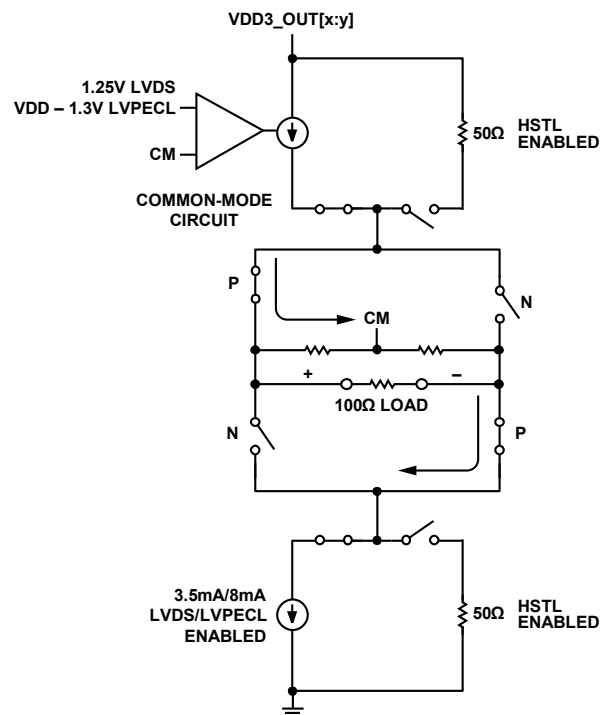 VDD3_OUT[x:y]
1.25V LVDS
VDD – 1.3V LVPECL
CM
COMMON-MODE
CIRCUIT
50Ω
HSTL
ENABLED
P
N
CM
+
–
100Ω LOAD
N
P
3.5mA/8mA
LVDS/LVPECL
ENABLED
50Ω
HSTL
ENABLED